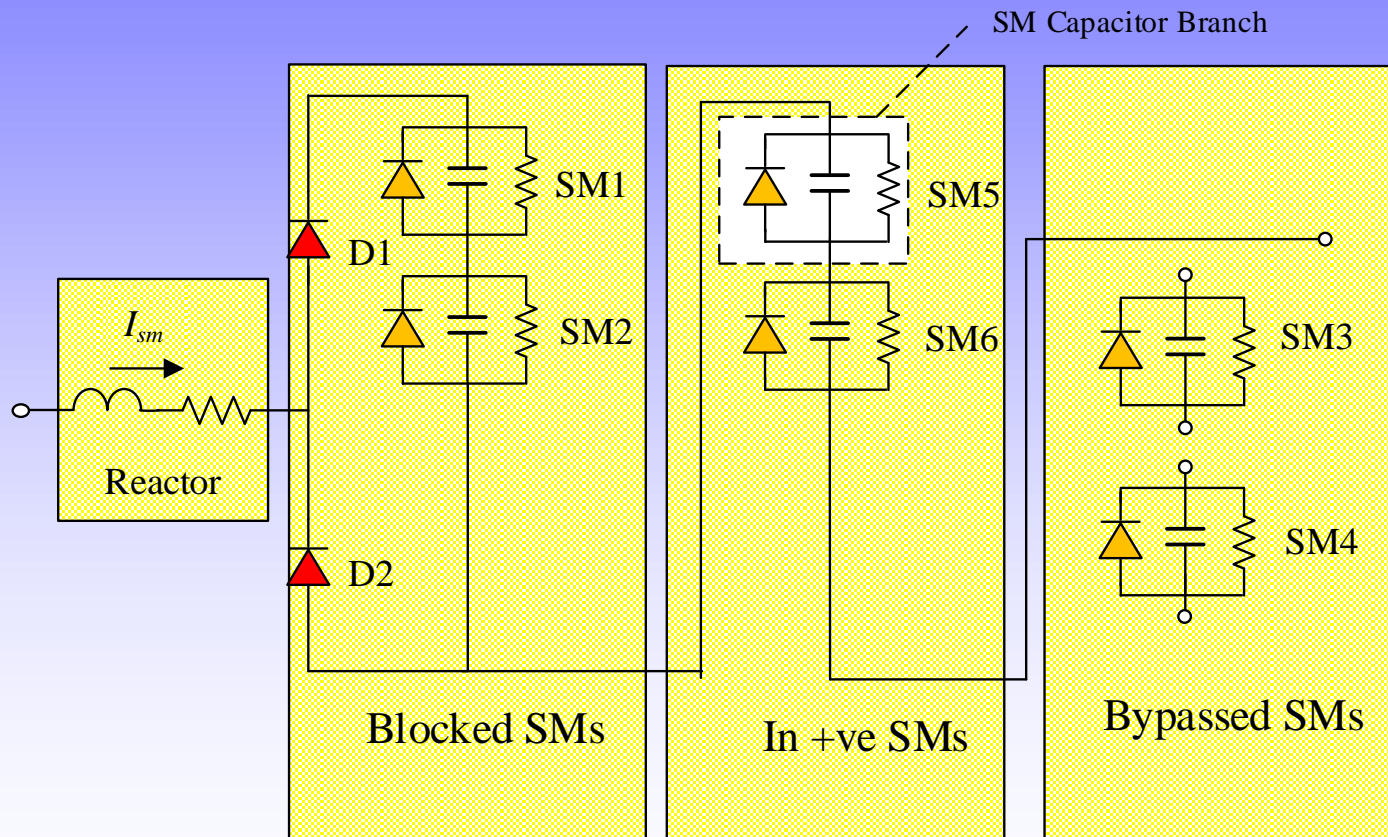 SM Capacitor Branch
SM1
SM5
D1
SM2
SM6
SM3
I_sm
Reactor
D2
SM4
Blocked SMs
In +ve SMs
Bypassed SMs